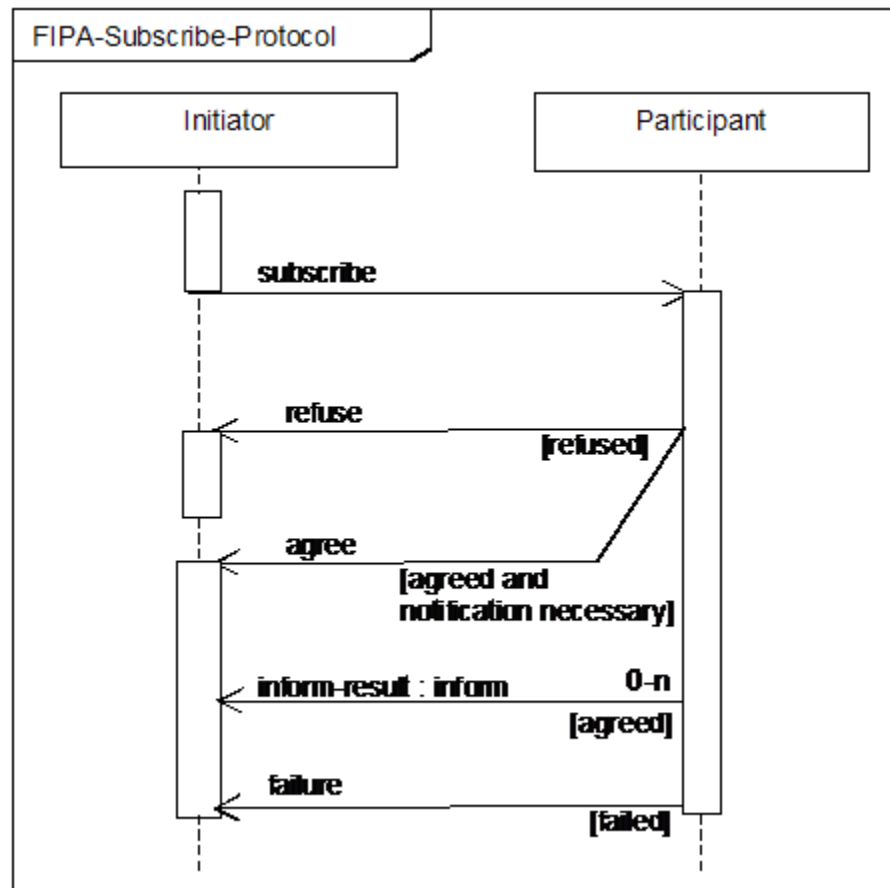 FIPA-Subscribe-Protocol
Initiator
Participant
subscribe
refuse
[refused]
agree
[agreed and
notification necessary]
inform-result : inform
0-n
[agreed]
failure
[failed]